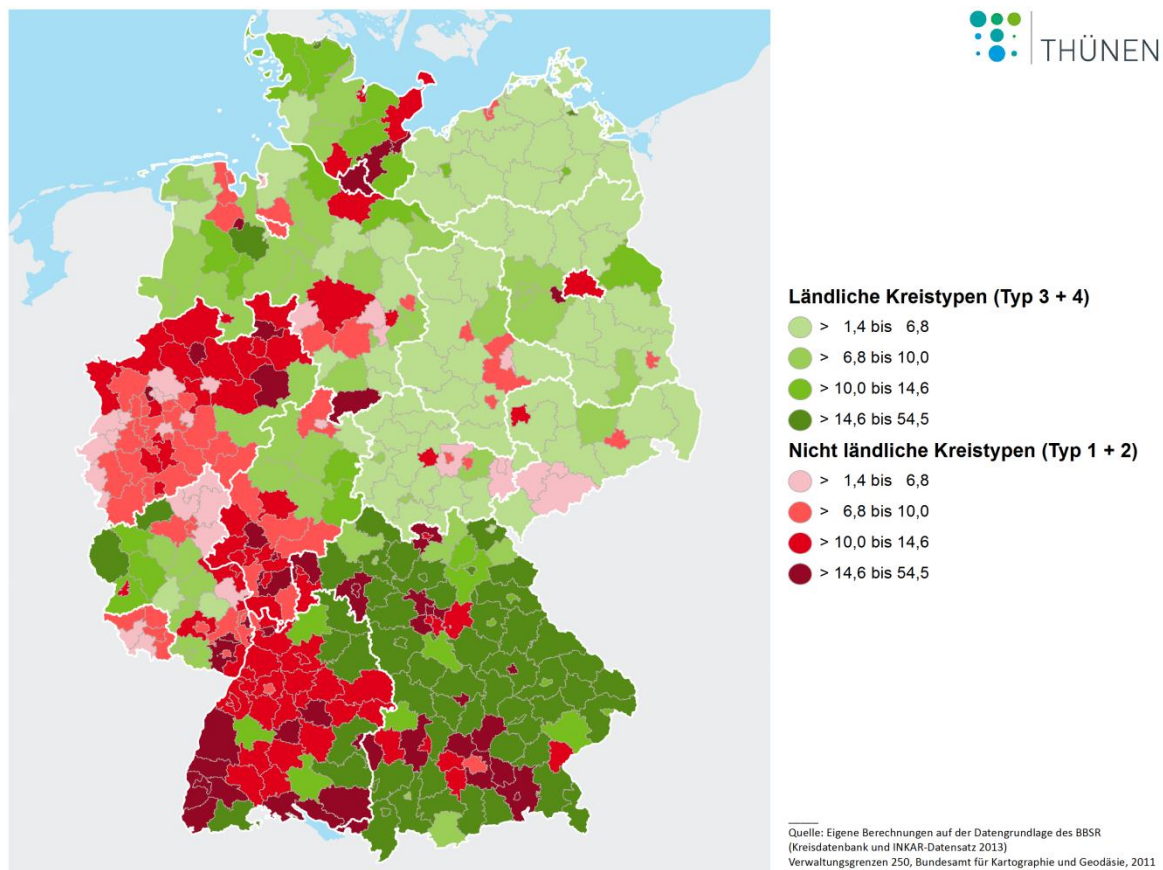 THÜNEN
Ländliche Kreistypen (Typ 3 + 4)
> 1,4 bis 6,8
> 6,8 bis 10,0
> 10,0 bis 14,6
> 14,6 bis 54,5
Nicht ländliche Kreistypen (Typ 1 + 2)
> 1,4 bis 6,8
> 6,8 bis 10,0
> 10,0 bis 14,6
> 14,6 bis 54,5
Quelle: Eigene Berechnungen auf der Datengrundlage des BBSR
(Kreisdatenbank und INKAR-Datensatz 2013)
Verwaltungsgrenzen 250, Bundesamt für Kartographie und Geodäsie, 2011